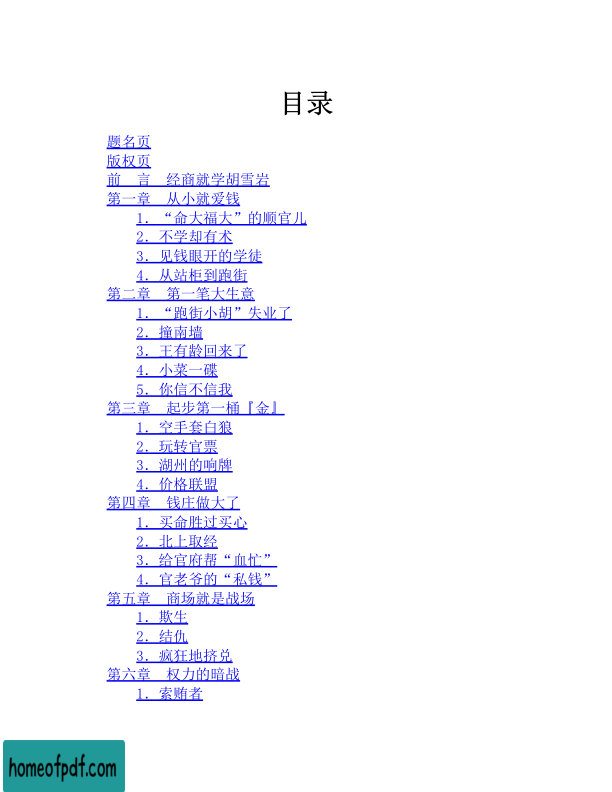 目录
题名页
版权页
前　言　经商就学胡雪岩
第一章　从小就爱钱
1．“命大福大”的顺官儿
2．不学却有术
3．见钱眼开的学徒
4．从站柜到跑街
第二章　第一笔大生意
1．“跑街小胡”失业了
2．撞南墙
3．王有龄回来了
4．小菜一碟
5．你信不信我
第三章　起步第一桶『金』
1．空手套白狼
2．玩转官票
3．湖州的响牌
4．价格联盟
第四章　钱庄做大了
1．买命胜过买心
2．北上取经
3．给官府帮“血忙”
4．官老爷的“私钱”
第五章　商场就是战场
1．欺生
2．结仇
3．疯狂地挤兑
第六章　权力的暗战
1．索贿者
homeofpdf.com